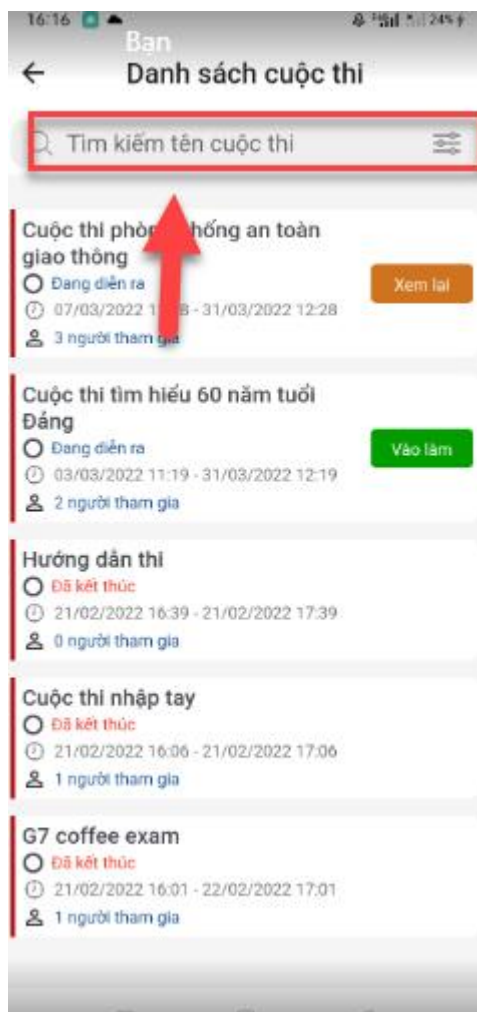 16:16
24%
Bạn
Danh sách cuộc thi
Tìm kiếm tên cuộc thi
Cuộc thi phòng chống an toàn
giao thông
Đang diễn ra
Xem lại
07/03/2022 - 31/03/2022 12:28
3 người tham gia
Cuộc thi tìm hiểu 60 năm tuổi
Đảng
Đang diễn ra
Vào làm
03/03/2022 11:19 - 31/03/2022 12:19
2 người tham gia
Hướng dẫn thi
Đã kết thúc
21/02/2022 16:39 - 21/02/2022 17:39
0 người tham gia
Cuộc thi nhập tay
Đã kết thúc
21/02/2022 16:06 - 21/02/2022 17:06
1 người tham gia
G7 coffee exam
Đã kết thúc
21/02/2022 16:01 - 22/02/2022 17:01
1 người tham gia